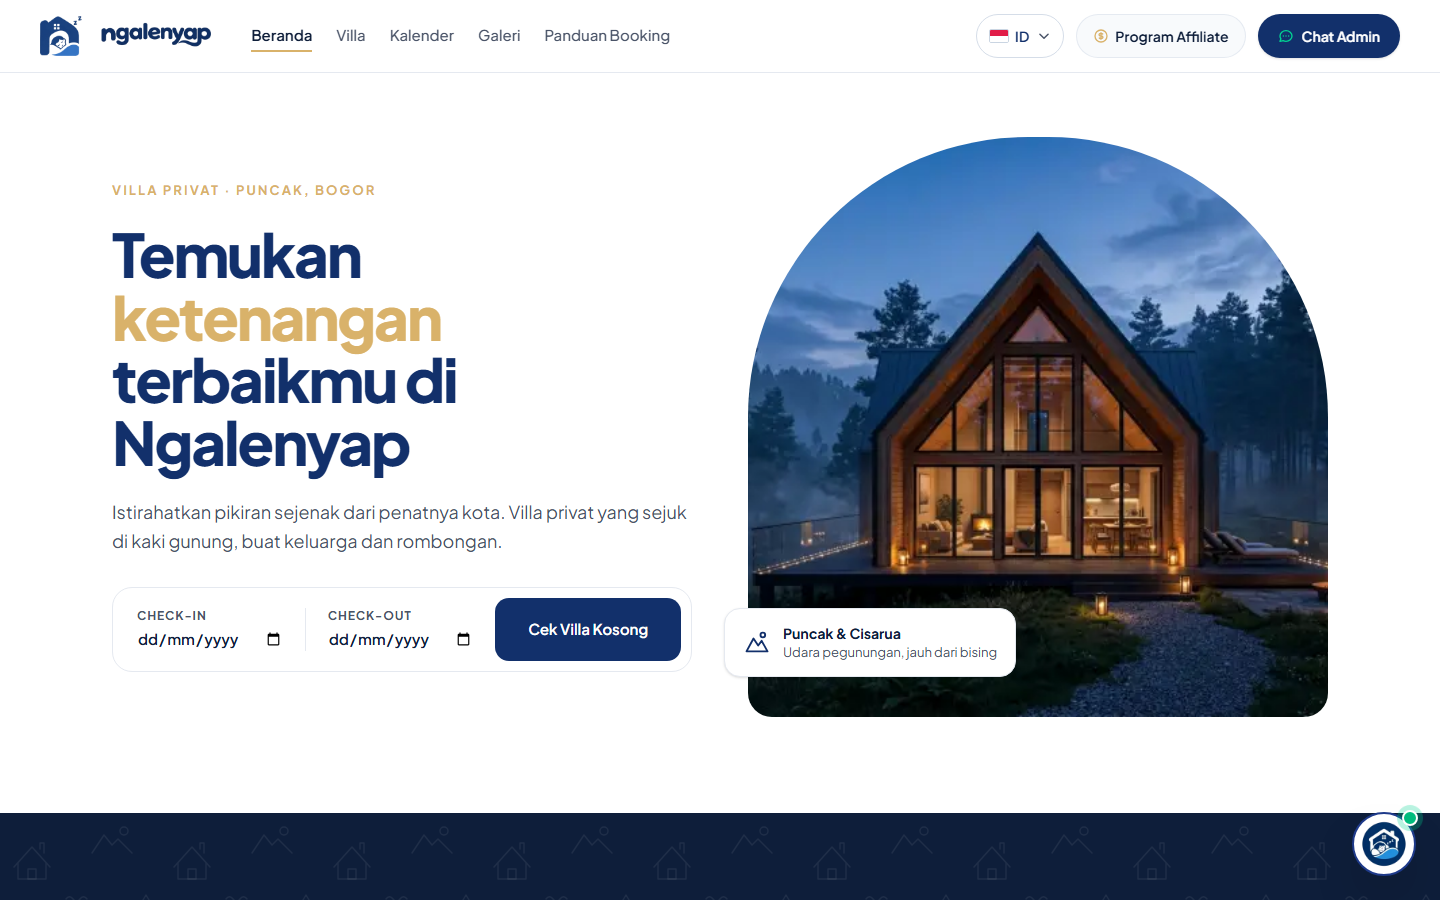 ngalenyap
Beranda
Villa
Kalender
Galeri
Panduan Booking
ID
Program Affiliate
Chat Admin
VILLA PRIVAT · PUNCAK, BOGOR
Temukan
ketenangan
terbaikmu di
Ngalenyap
Istirahatkan pikiran sejenak dari penatnya kota. Villa privat yang sejuk
di kaki gunung, buat keluarga dan rombongan.
CHECK-IN
dd/mm/yyyy
CHECK-OUT
dd/mm/yyyy
Cek Villa Kosong
Puncak & Cisarua
Udara pegunungan, jauh dari bising